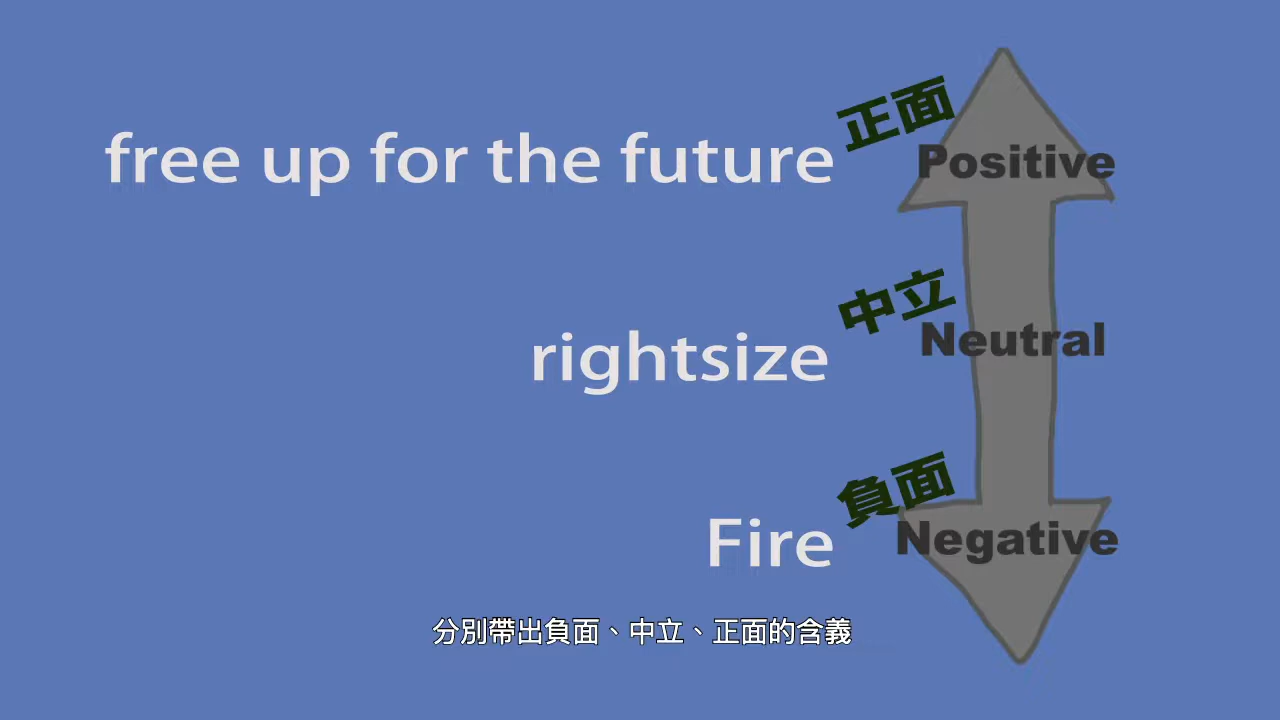 free up for the future
正面
Positive
rightsize
中立
Neutral
Fire
負面
Negative
分別帶出負面、中立、正面的含義